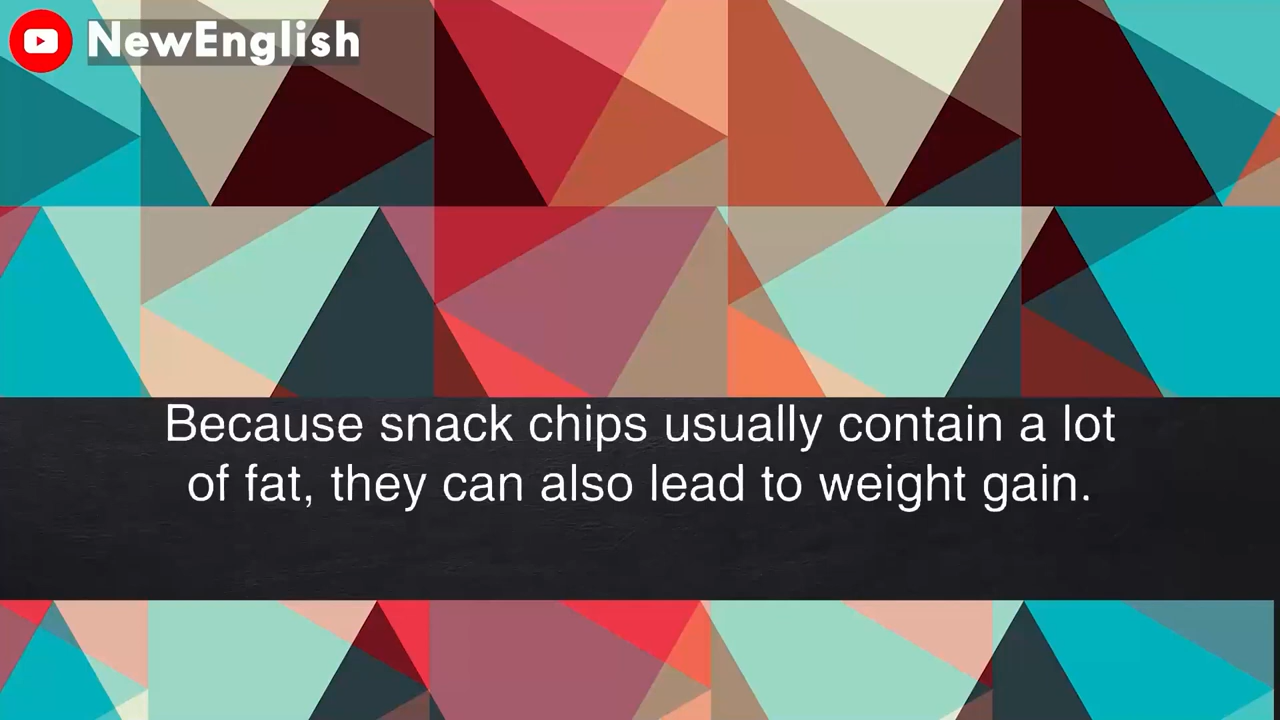 NewEnglish
Because snack chips usually contain a lot
of fat, they can also lead to weight gain.